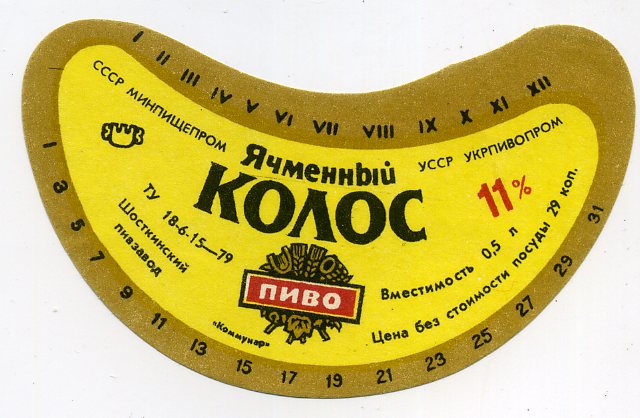 I II III IV V VI VII VIII IX X XI XII
СССР МИНПИЩЕПРОМ
УССР УКРПИВОПРОМ
Ячменный
КОЛОС
11%
ТУ 18-6-15—79
Шосткинский
пивзавод
ПИВО
„Коммунар"
Вместимость 0,5 л
Цена без стоимости посуды 29 коп.
1 3 5 7 9 11 13 15 17 19 21 23 25 27 29 31